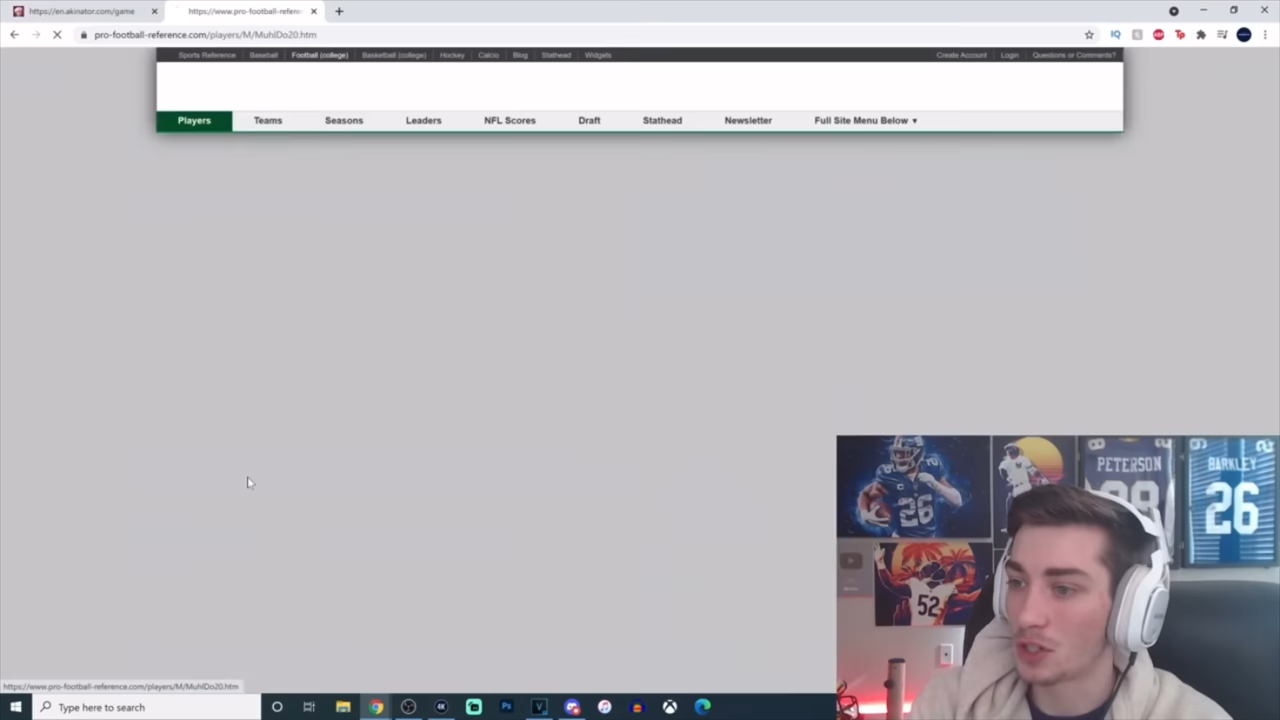 https://en.akinator.com/game
https://www.pro-football-referen
pro-football-reference.com/players/M/MuhlDo20.htm
Sports Reference Baseball Football (college) Basketball (college) Hockey Calcio Blog Stathead Widgets Create Account Login Questions or Comments?
Players Teams Seasons Leaders NFL Scores Draft Stathead Newsletter Full Site Menu Below ▼
PETERSON
BARKLEY
26
26
52
https://www.pro-football-reference.com/players/M/MuhlDo20.htm
Type here to search